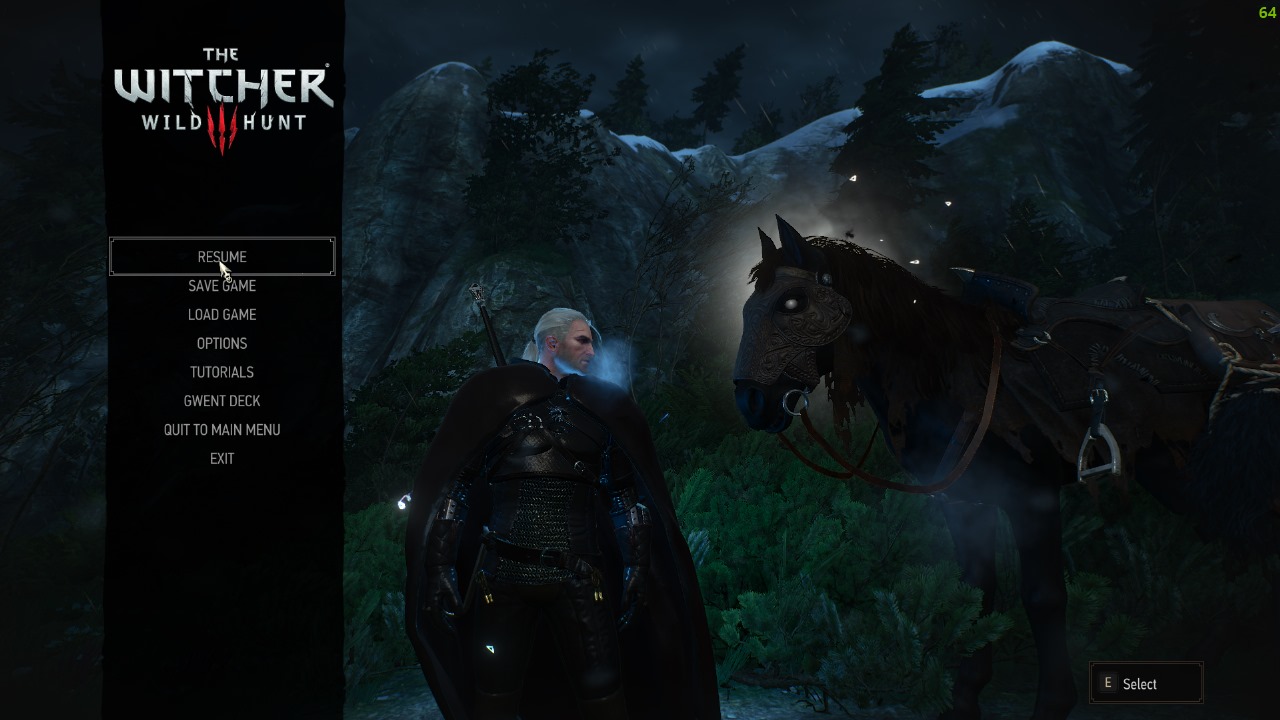 64
THE
WITCHER
WILD HUNT
RESUME
SAVE GAME
LOAD GAME
OPTIONS
TUTORIALS
GWENT DECK
QUIT TO MAIN MENU
EXIT
E Select